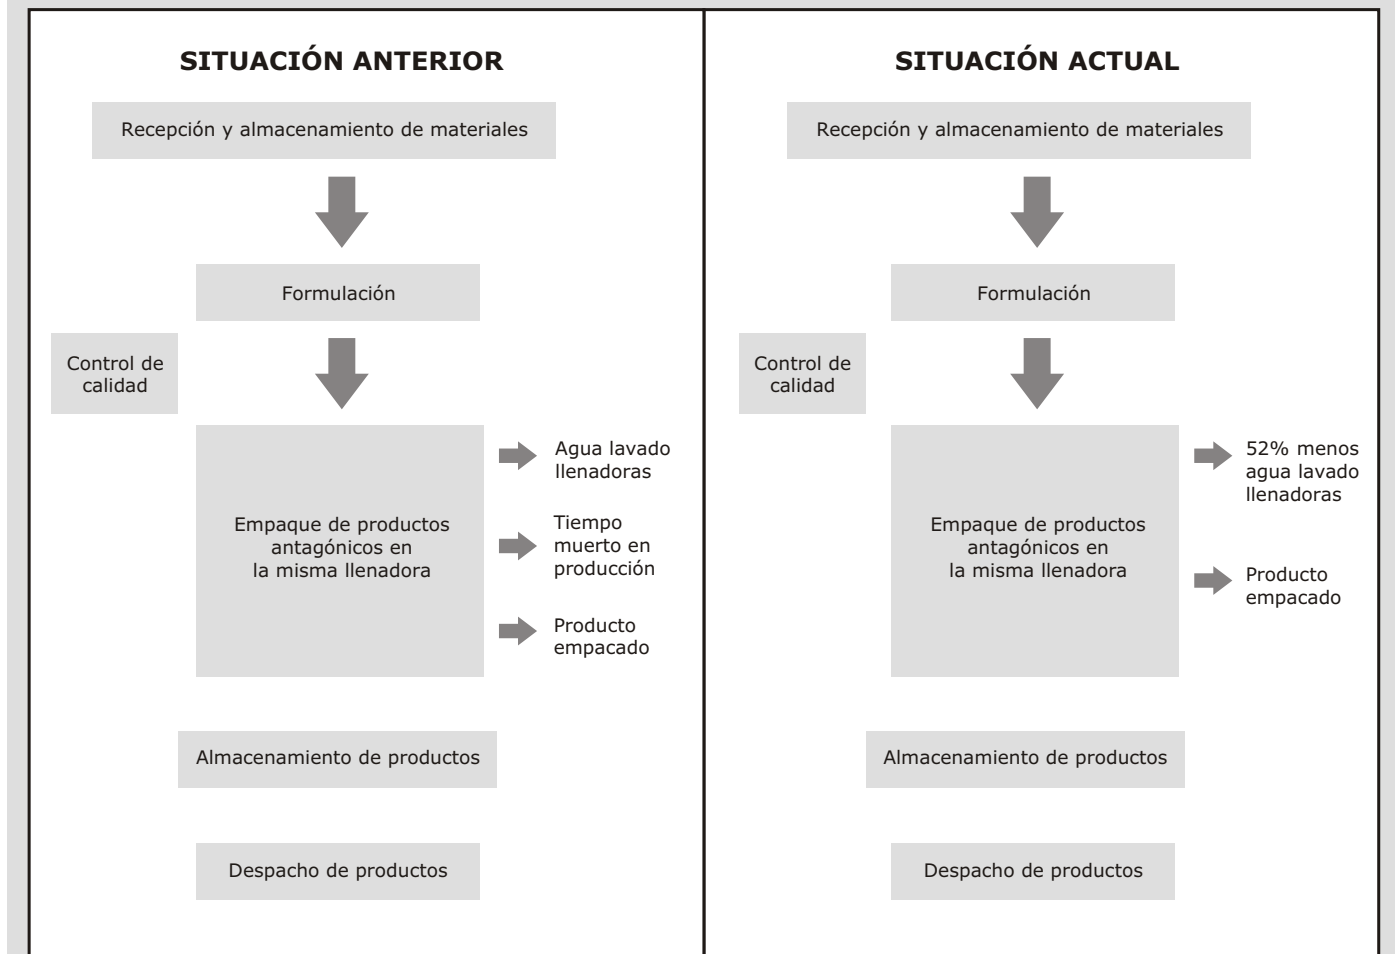 SITUACIÓN ANTERIOR
Recepción y almacenamiento de materiales
Formulación
Control de
calidad
Empaque de productos
antagónicos en
la misma llenadora
Agua lavado
llenadoras
Tiempo
muerto en
producción
Producto
empacado
Almacenamiento de productos
Despacho de productos
SITUACIÓN ACTUAL
Recepción y almacenamiento de materiales
Formulación
Control de
calidad
Empaque de productos
antagónicos en
la misma llenadora
52% menos
agua lavado
llenadoras
Producto
empacado
Almacenamiento de productos
Despacho de productos